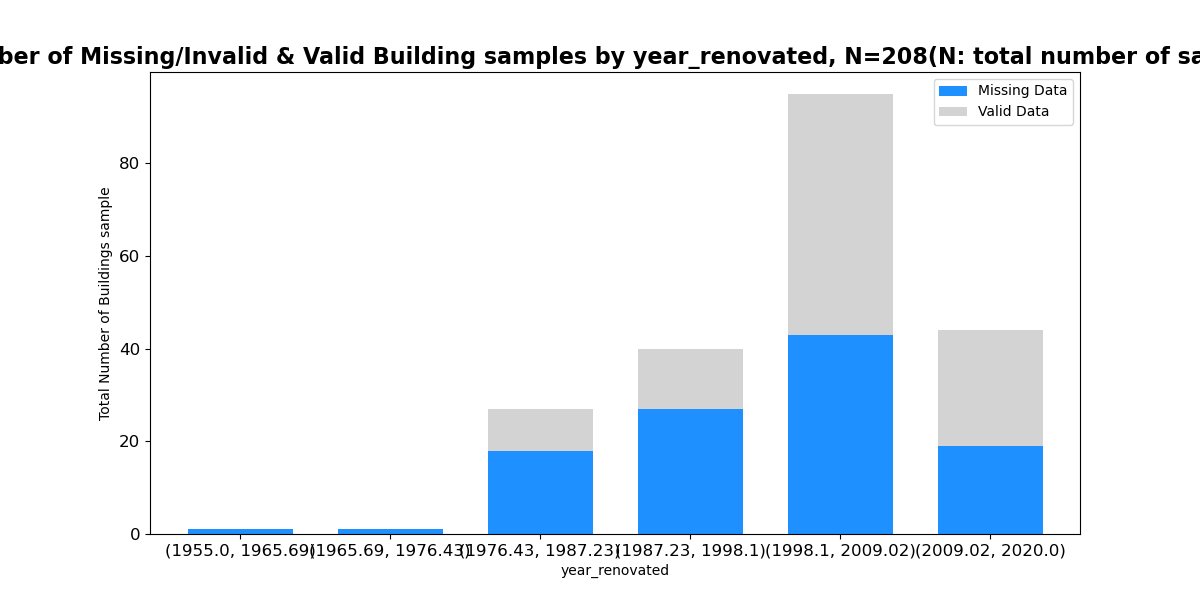 ber of Missing/Invalid & Valid Building samples by year_renovated, N=208(N: total number of sa
Missing Data
Valid Data
Total Number of Buildings sample
80
60
40
20
0
(1955.0, 1965.69) (1965.69, 1976.43) (1976.43, 1987.23) (1987.23, 1998.1) (1998.1, 2009.02) (2009.02, 2020.0)
year_renovated